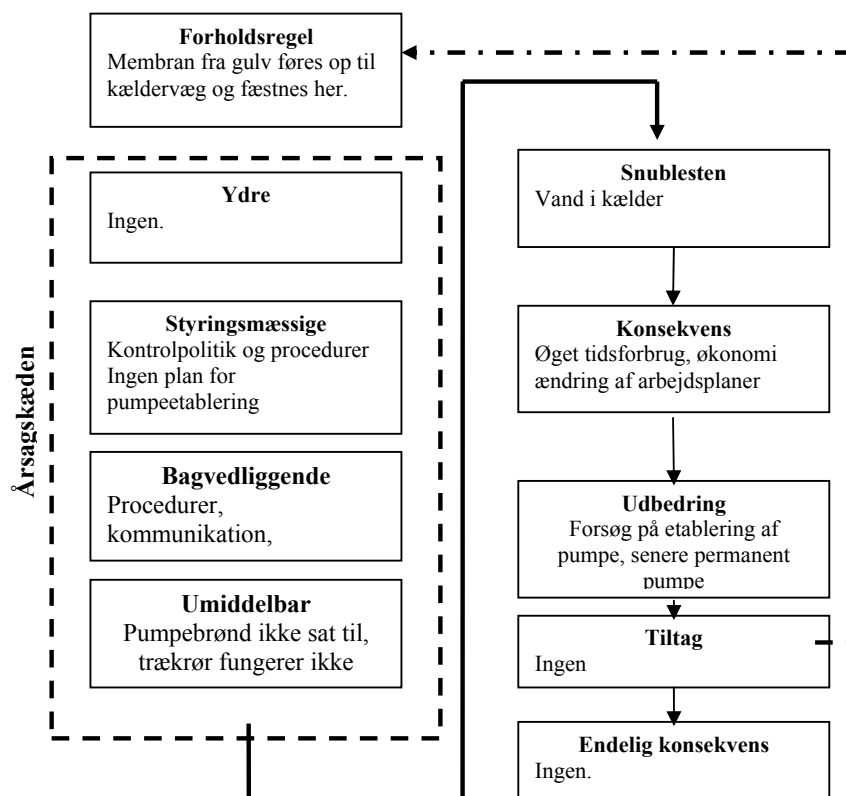 Forholdsregel
Membran fra gulv føres op til
kældervæg og fæstnes her.
Årsagskæden
Ydre
Ingen.
Styringsmæssige
Kontrolpolitik og procedurer
Ingen plan for
pumpeetablering
Bagvedliggende
Procedurer,
kommunikation,
Umiddelbar
Pumpebrønd ikke sat til,
trækrør fungerer ikke
Snublesten
Vand i kælder
Konsekvens
Øget tidsforbrug, økonomi
ændring af arbejdsplaner
Udbedring
Forsøg på etablering af
pumpe, senere permanent
pumpe
Tiltag
Ingen
Endelig konsekvens
Ingen.